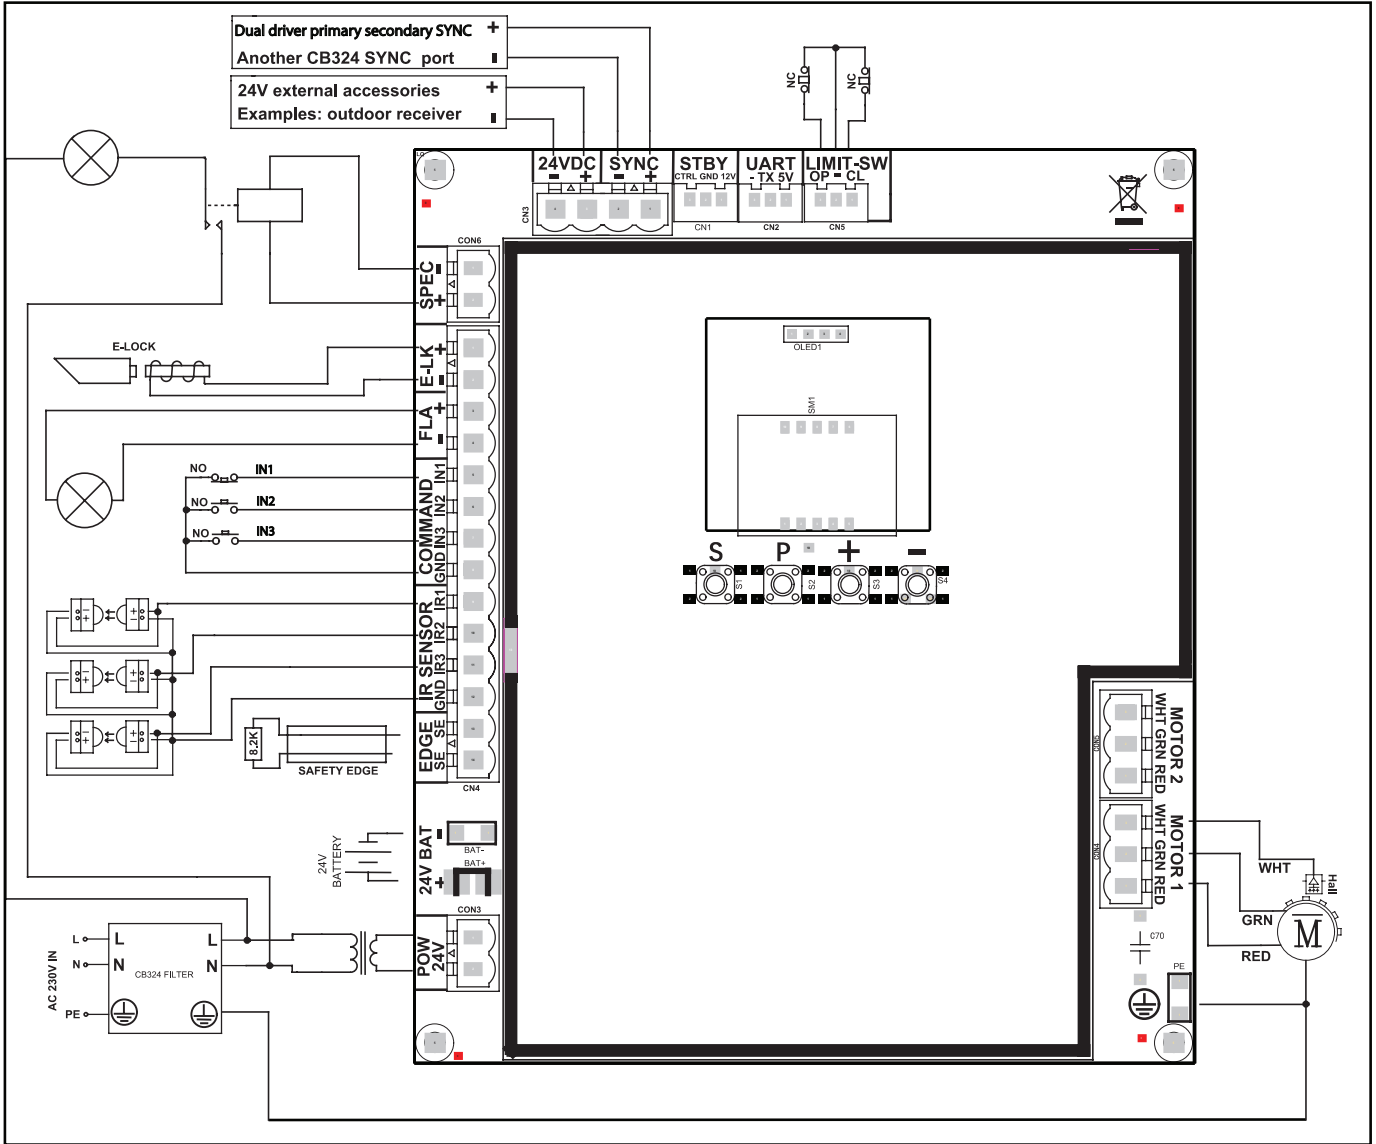 Dual driver primary secondary SYNC +
Another CB324 SYNC port -
24V external accessories +
Examples: outdoor receiver -
NC
NC
24VDC
- +
SYNC
- +
STBY
CTRL GND 12V
UART
- TX 5V
LIMIT-SW
OP - CL
CN3
CN1
CN2
CN5
CON6
SPEC
- +
E-LOCK
E-LK
+ -
FLA
+ -
NO IN1
NO IN2
NO IN3
COMMAND
IN1
IN2
IN3
GND
IR SENSOR
IR1
IR2
IR3
GND
EDGE
SE
SE
CN4
8.2K
SAFETY EDGE
OLED1
SM1
S
P
+
-
S1
S2
S3
S4
24V
BATTERY
24V BAT
- +
BAT-
BAT+
CON3
POW
24V
AC 230V IN
L
N
PE
L
N
L
N
CB324 FILTER
MOTOR 2
WHT GRN RED
CON5
MOTOR 1
WHT GRN RED
CON4
WHT
Hall
GRN
RED
M
C70
PE